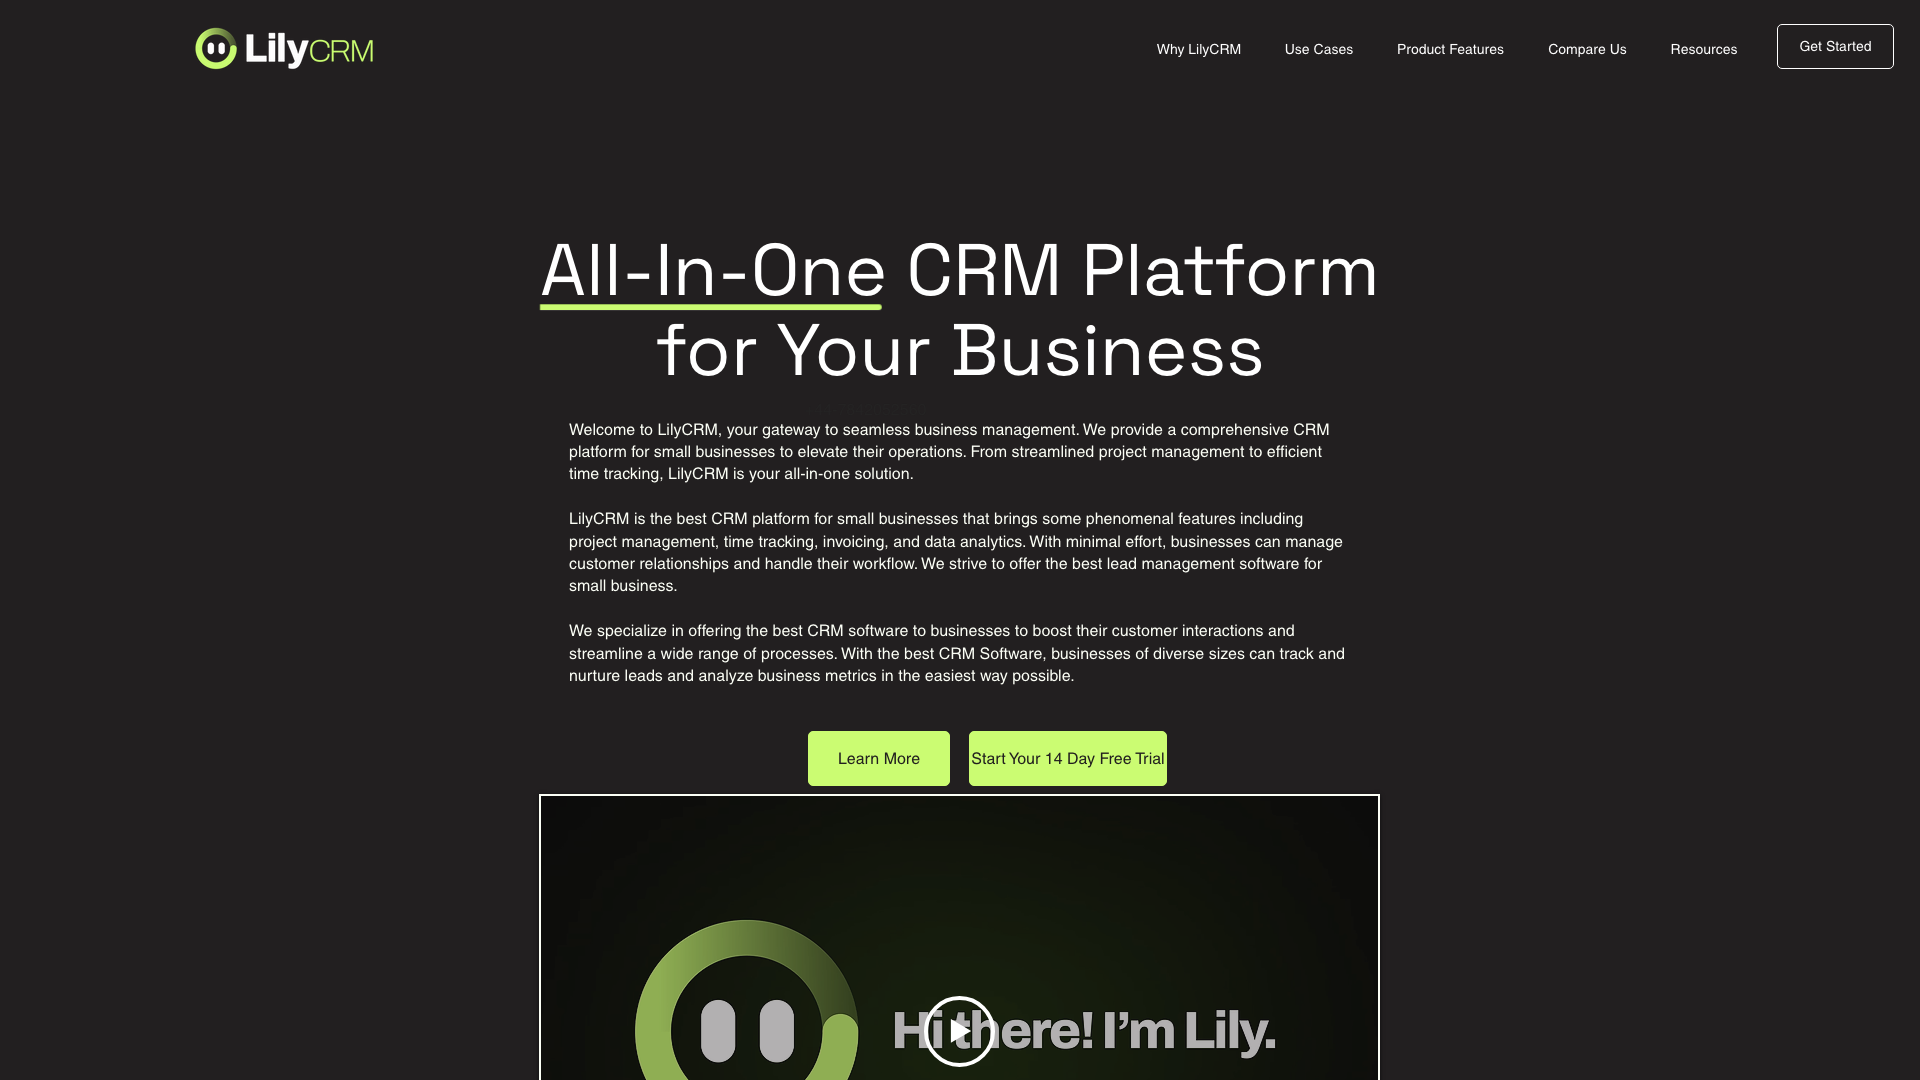 LilyCRM
Why LilyCRM
Use Cases
Product Features
Compare Us
Resources
Get Started
All-In-One CRM Platform
for Your Business
Welcome to LilyCRM, your gateway to seamless business management. We provide a comprehensive CRM
platform for small businesses to elevate their operations. From streamlined project management to efficient
time tracking, LilyCRM is your all-in-one solution.
LilyCRM is the best CRM platform for small businesses that brings some phenomenal features including
project management, time tracking, invoicing, and data analytics. With minimal effort, businesses can manage
customer relationships and handle their workflow. We strive to offer the best lead management software for
small business.
We specialize in offering the best CRM software to businesses to boost their customer interactions and
streamline a wide range of processes. With the best CRM Software, businesses of diverse sizes can track and
nurture leads and analyze business metrics in the easiest way possible.
Learn More
Start Your 14 Day Free Trial
Hi there! I'm Lily.